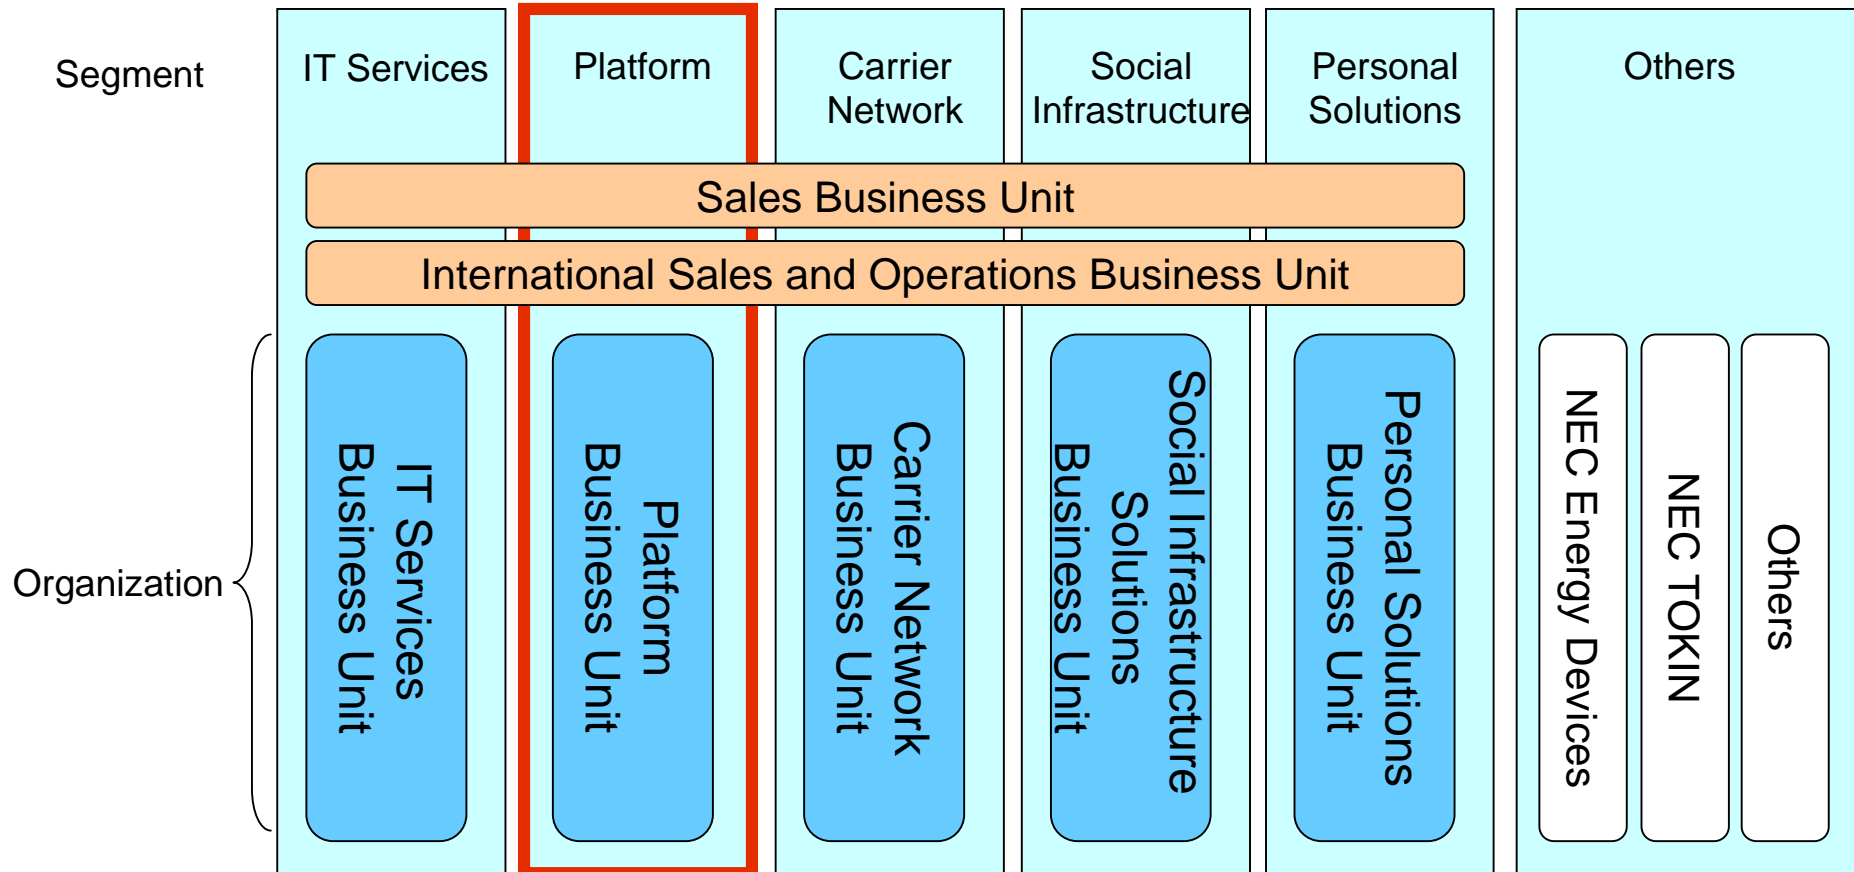 Segment
IT Services
Platform
Carrier
Network
Social
Infrastructure
Personal
Solutions
Others
Sales Business Unit
International Sales and Operations Business Unit
Organization
IT Services
Business Unit
Platform
Business Unit
Carrier Network
Business Unit
Social Infrastructure
Solutions
Business Unit
Personal Solutions
Business Unit
NEC Energy Devices
NEC TOKIN
Others